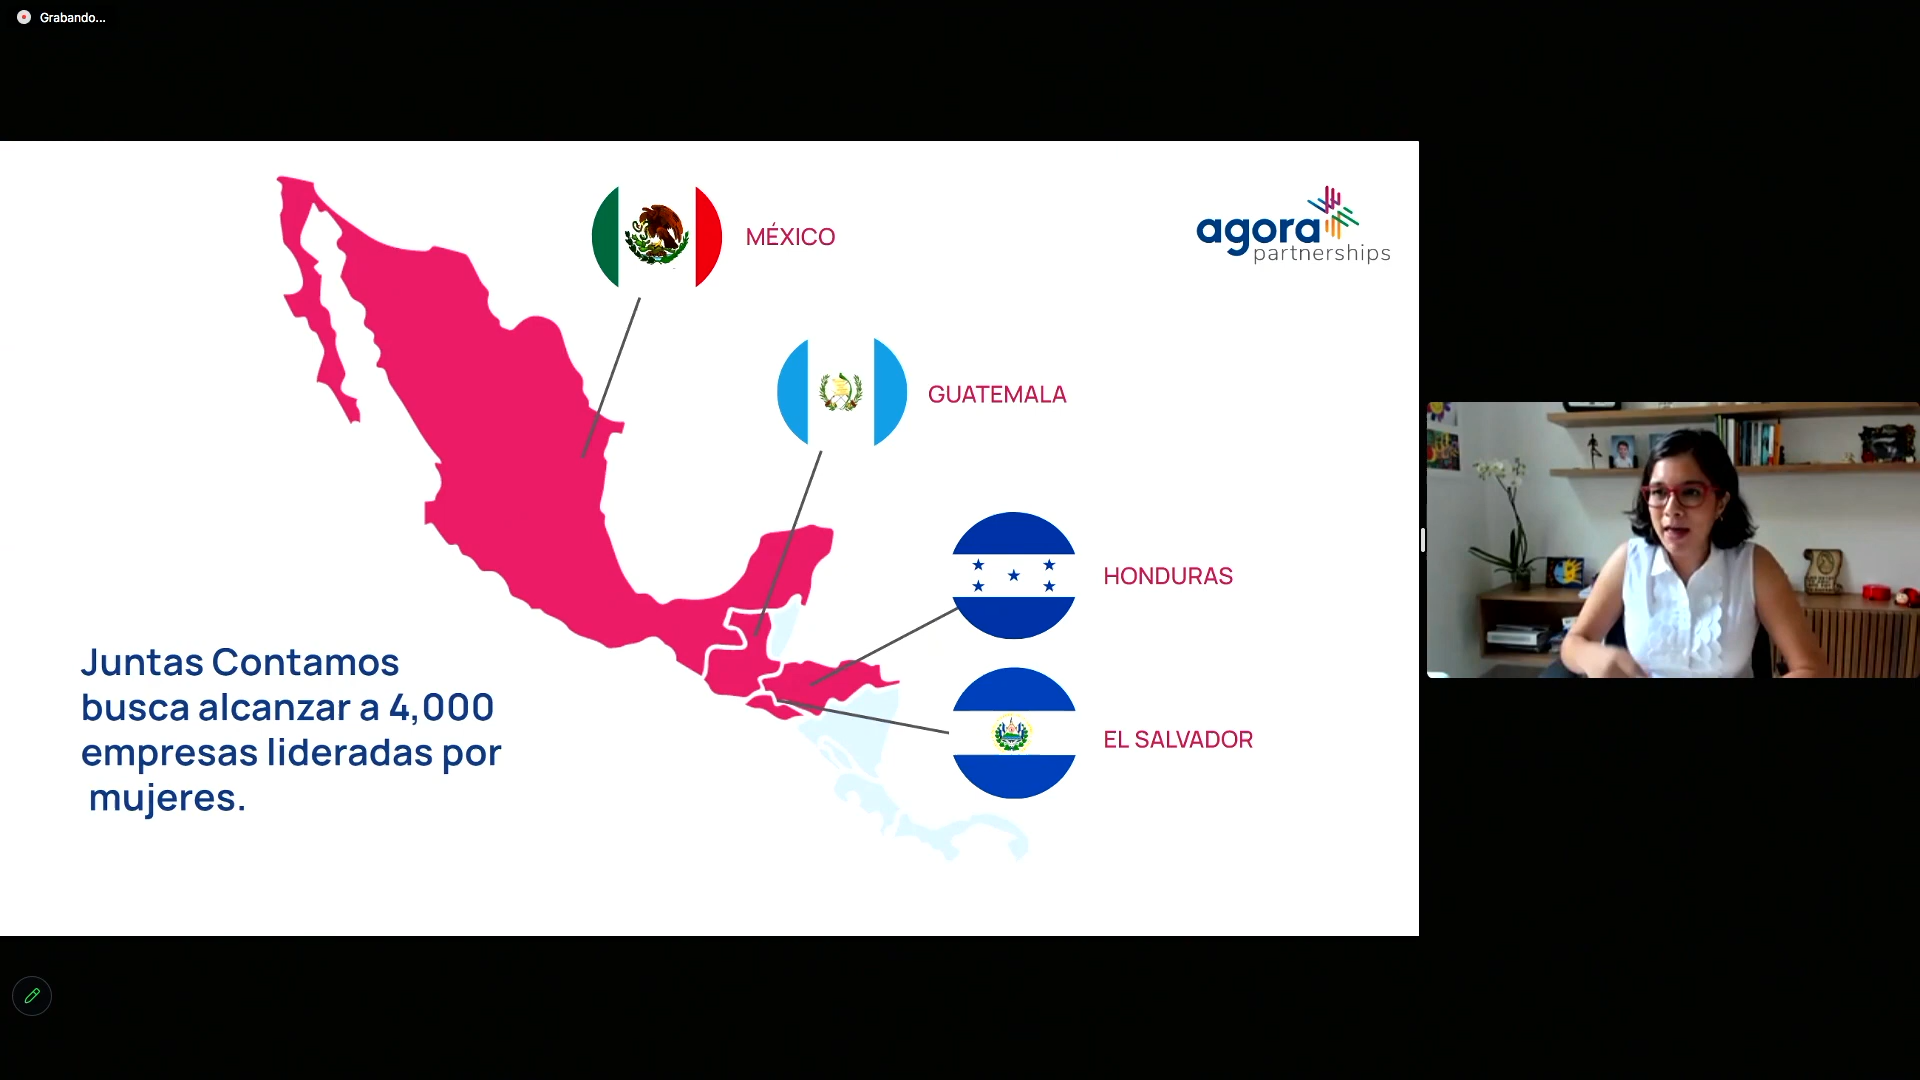 Grabando...
MÉXICO
agora
partnerships
GUATEMALA
HONDURAS
EL SALVADOR
Juntas Contamos
busca alcanzar a 4,000
empresas lideradas por
mujeres.